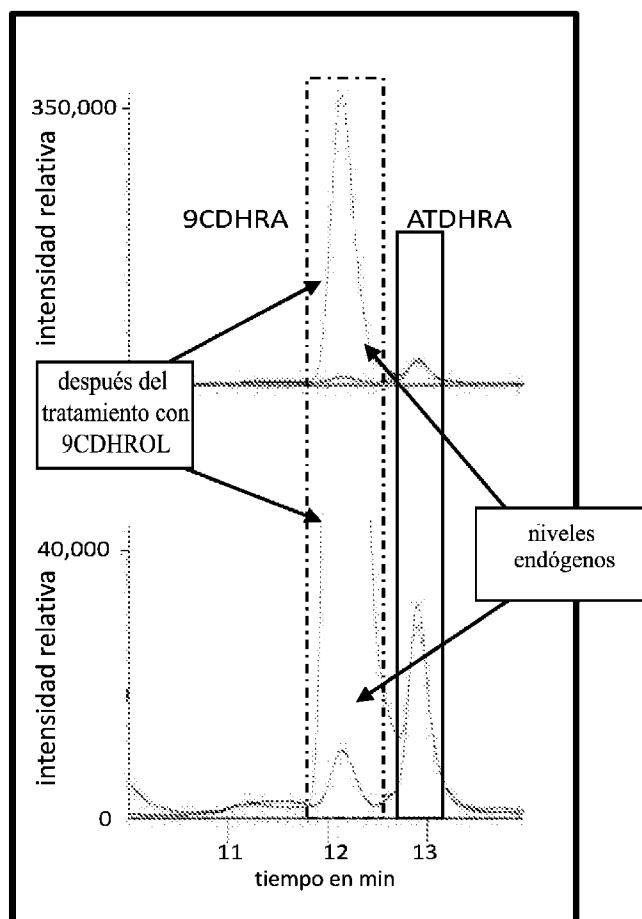 350,000
intensidad relativa
9CDHRA
ATDHRA
después del
tratamiento con
9CDHROL
niveles
endógenos
40,000
intensidad relativa
0
11
12
13
tiempo en min